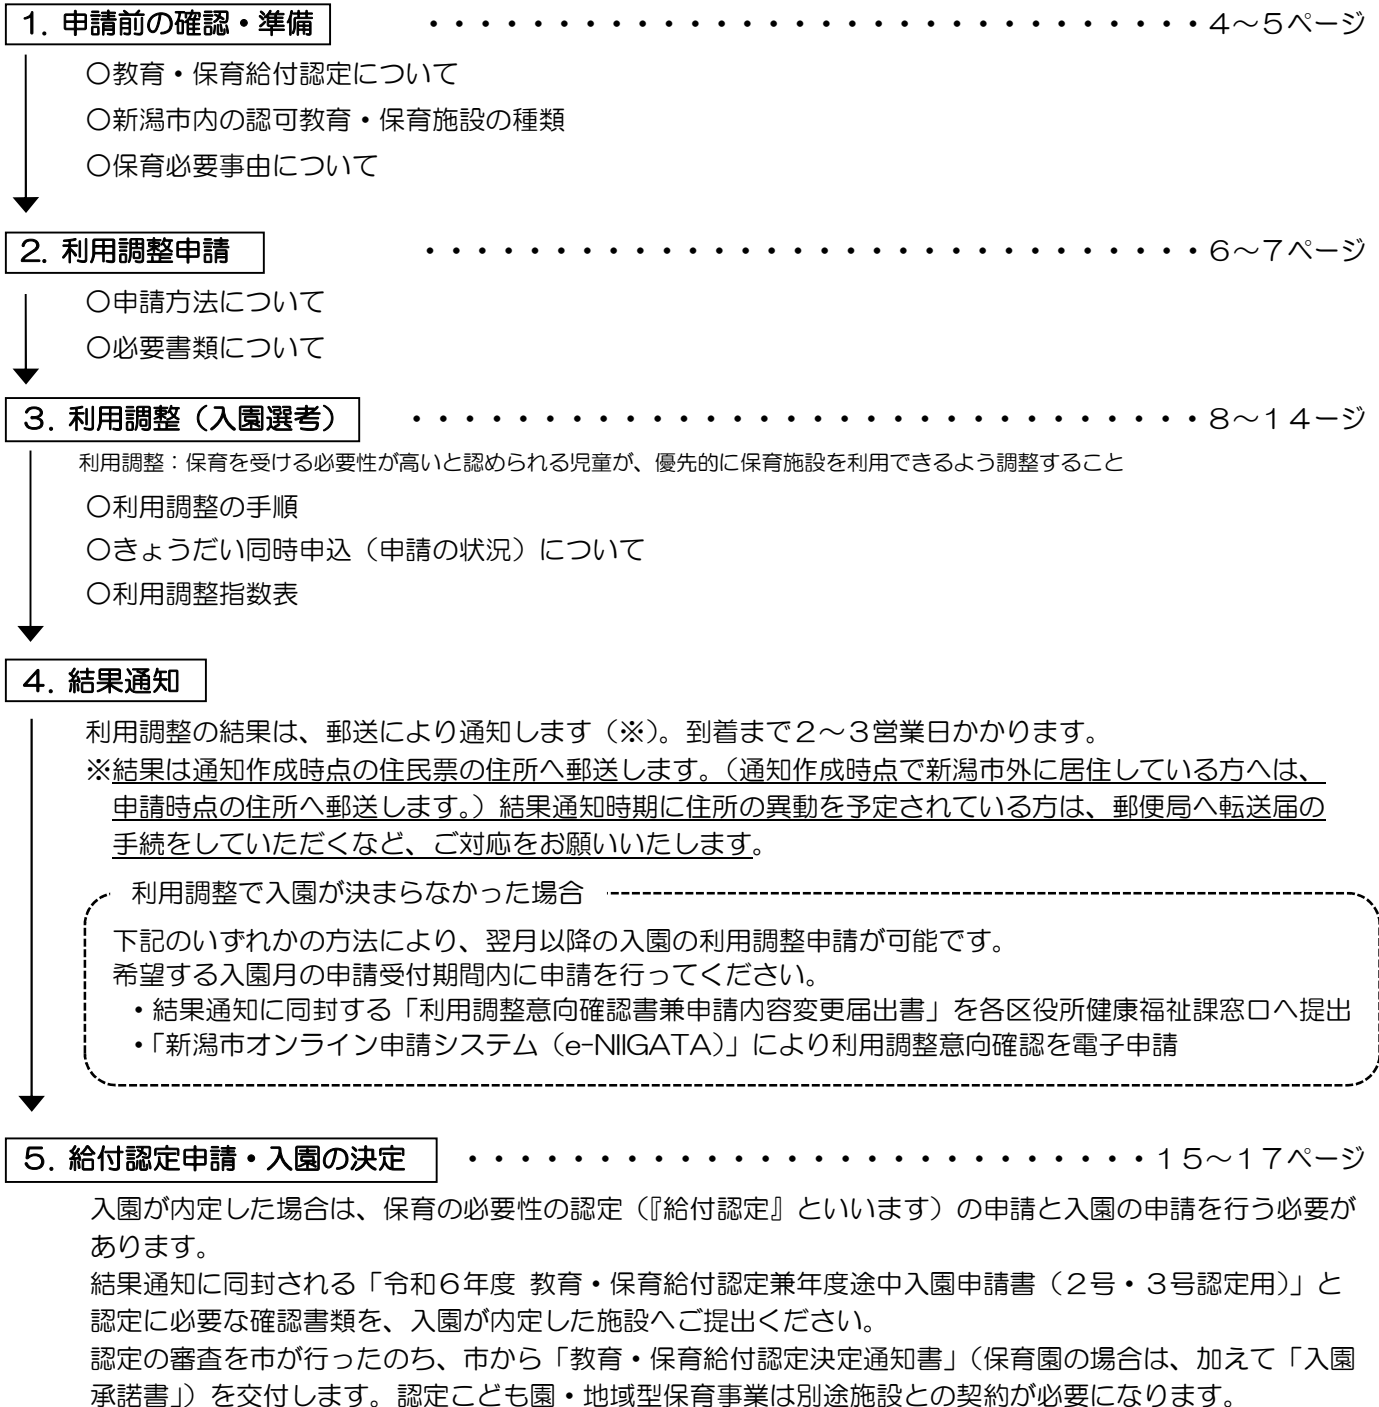 １．申請前の確認・準備 ・・・・・・・・・・・・・・・・・・・・・・・・・・・・・４～５ページ
○教育・保育給付認定について
○新潟市内の認可教育・保育施設の種類
○保育必要事由について
２．利用調整申請 ・・・・・・・・・・・・・・・・・・・・・・・・・・・・・６～７ページ
○申請方法について
○必要書類について
３．利用調整（入園選考） ・・・・・・・・・・・・・・・・・・・・・・・・・・・・・・８～１４ージ
利用調整：保育を受ける必要性が高いと認められる児童が、優先的に保育施設を利用できるよう調整すること
○利用調整の手順
○きょうだい同時申込（申請の状況）について
○利用調整指数表
４．結果通知
利用調整の結果は、郵送により通知します（※）。到着まで２～３営業日かかります。
※結果は通知作成時点の住民票の住所へ郵送します。（通知作成時点で新潟市外に居住している方へは、
申請時点の住所へ郵送します。）結果通知時期に住所の異動を予定されている方は、郵便局へ転送届の
手続をしていただくなど、ご対応をお願いいたします。
利用調整で入園が決まらなかった場合
下記のいずれかの方法により、翌月以降の入園の利用調整申請が可能です。
希望する入園月の申請受付期間内に申請を行ってください。
・結果通知に同封する「利用調整意向確認書兼申請内容変更届出書」を各区役所健康福祉課窓口へ提出
・「新潟市オンライン申請システム（e-NIIGATA）」により利用調整意向確認を電子申請
５．給付認定申請・入園の決定 ・・・・・・・・・・・・・・・・・・・・・・・・・・１５～１７ページ
入園が内定した場合は、保育の必要性の認定（『給付認定』といいます）の申請と入園の申請を行う必要が
あります。
結果通知に同封される「令和６年度 教育・保育給付認定兼年度途中入園申請書（２号・３号認定用）」と
認定に必要な確認書類を、入園が内定した施設へご提出ください。
認定の審査を市が行ったのち、市から「教育・保育給付認定決定通知書」（保育園の場合は、加えて「入園
承諾書」）を交付します。認定こども園・地域型保育事業は別途施設との契約が必要になります。